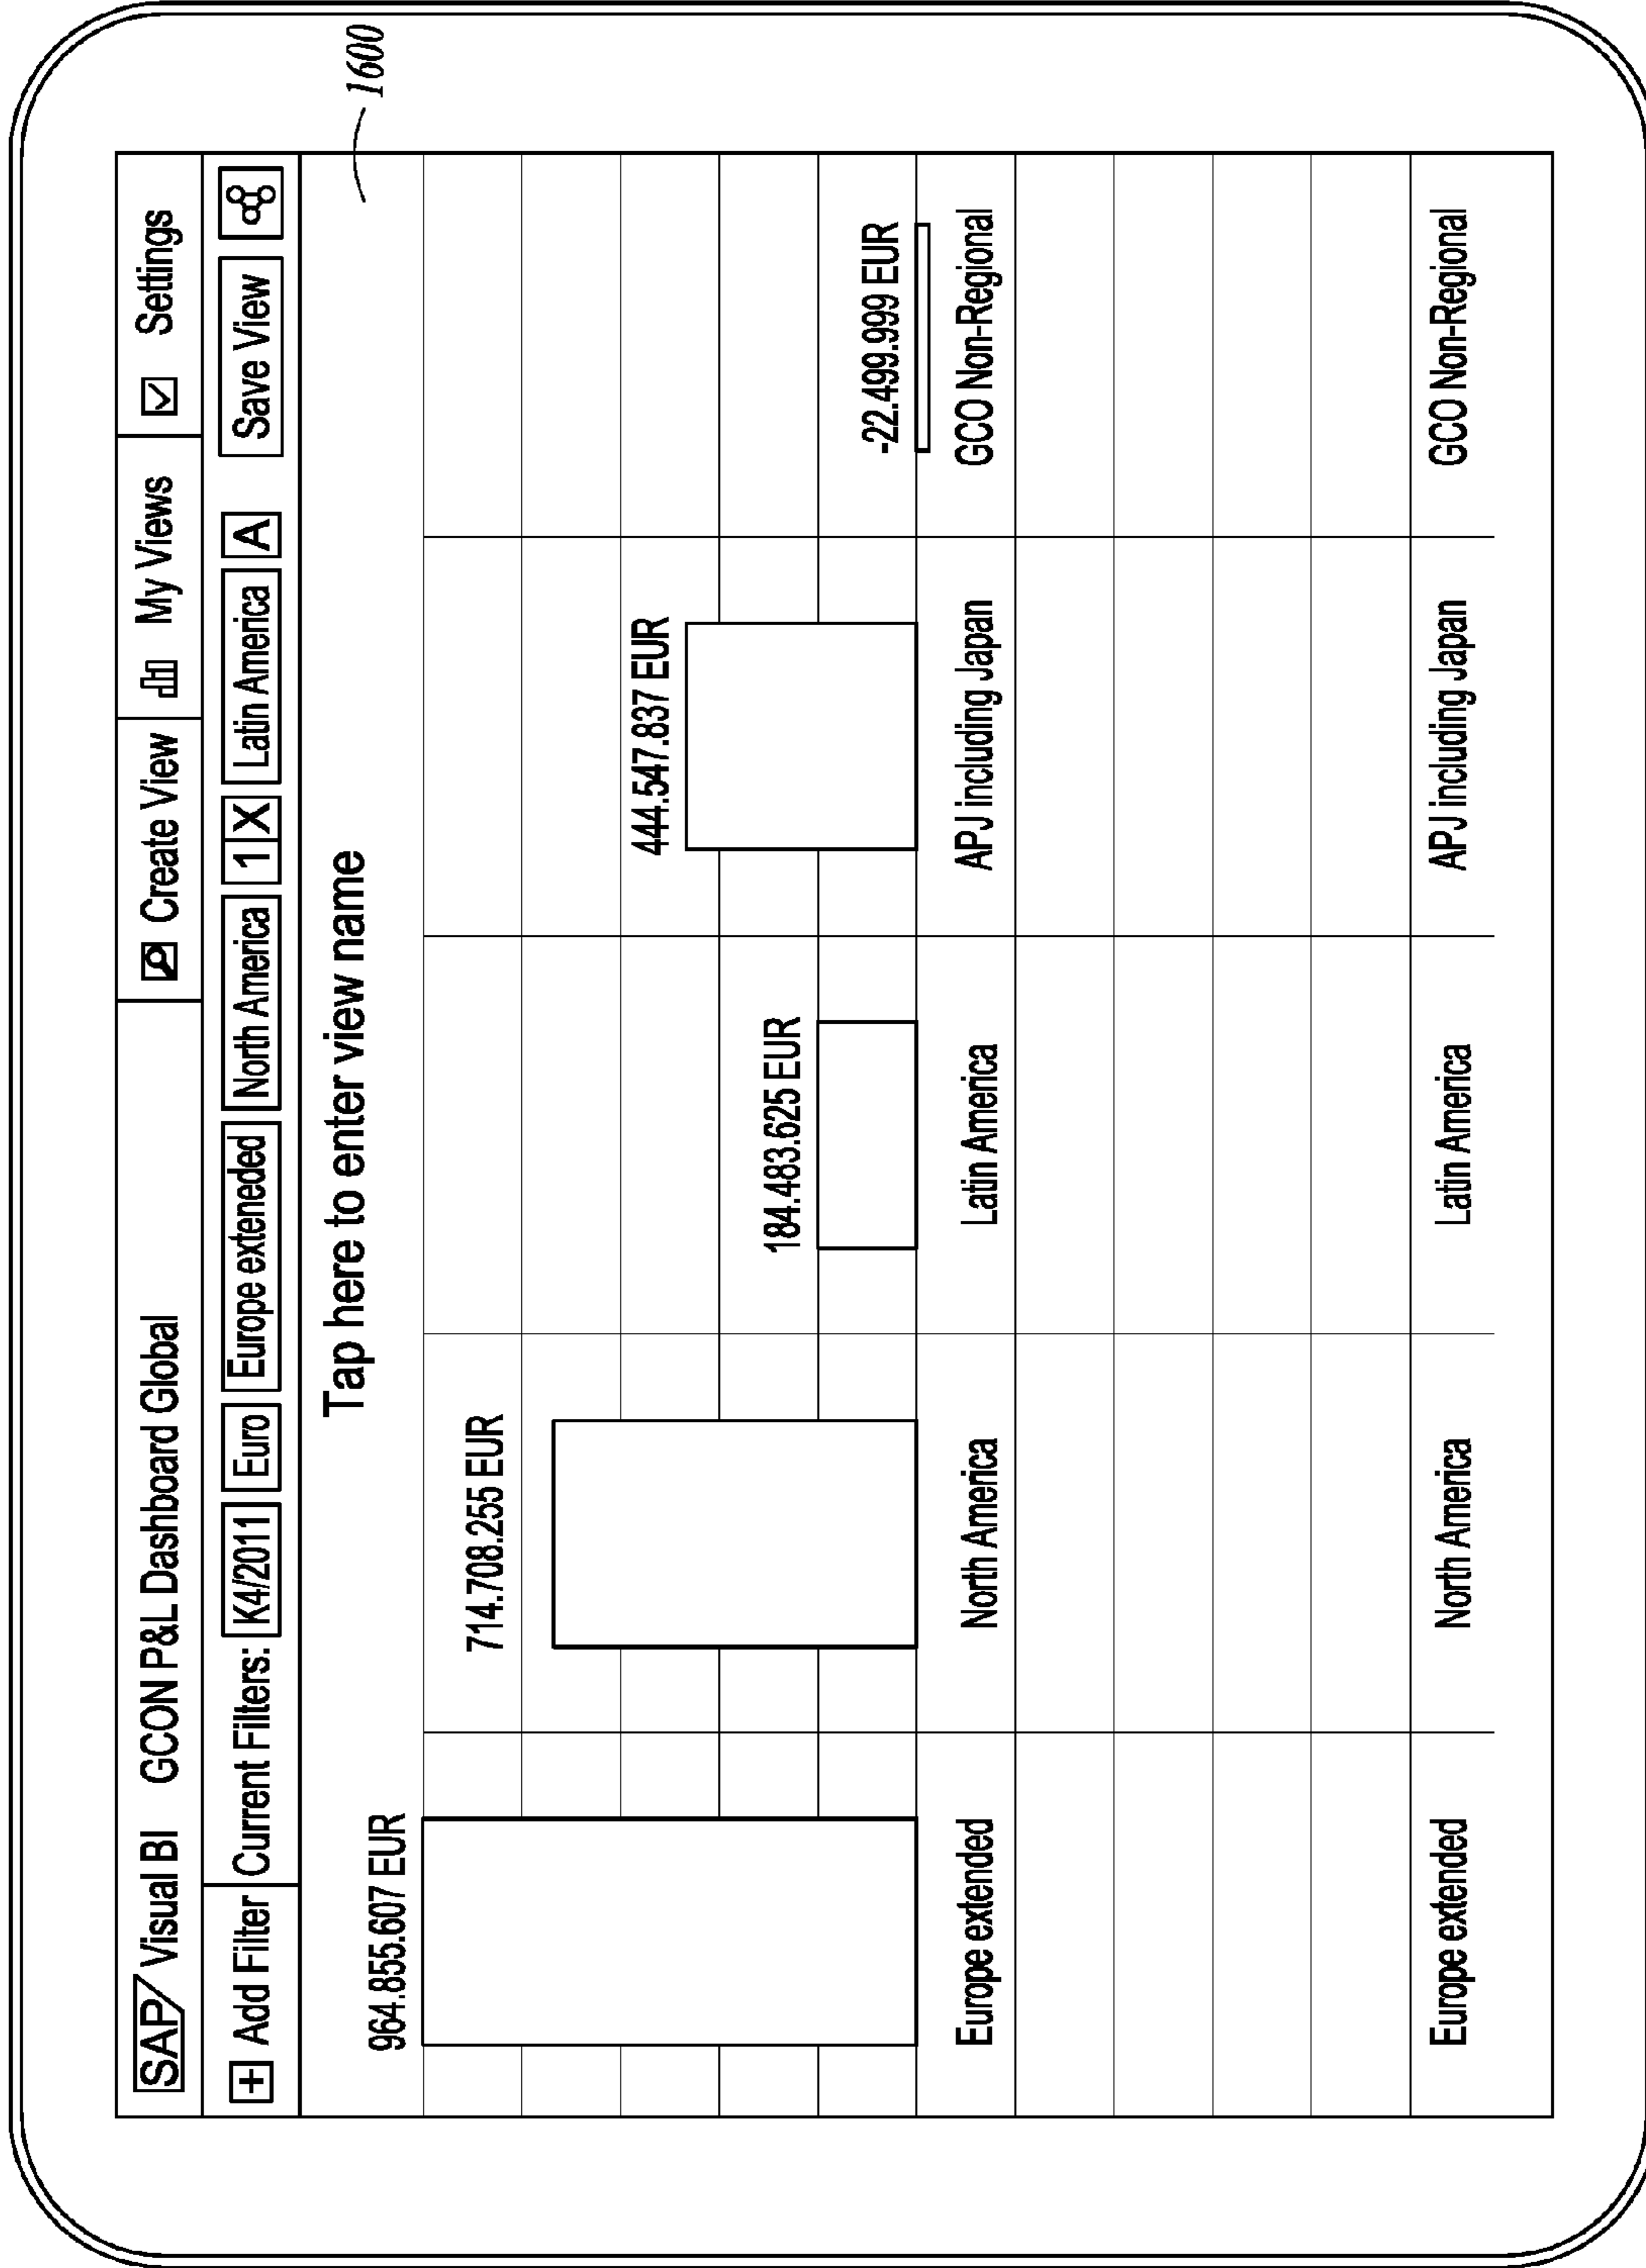 SAP Visual BI GCON P&L Dashboard Global Create View My Views Settings
+ Add Filter Current Filters: K4/2011 Euro Europe exteneded North America 1 X Latin America A Save View
Tap here to enter view name
1600
964.855.607 EUR
714.708.255 EUR
444.547.837 EUR
184.483.625 EUR
-22.499.999 EUR
Europe extended North America Latin America APJ including Japan GCO Non-Regional
Europe extended North America Latin America APJ including Japan GCO Non-Regional